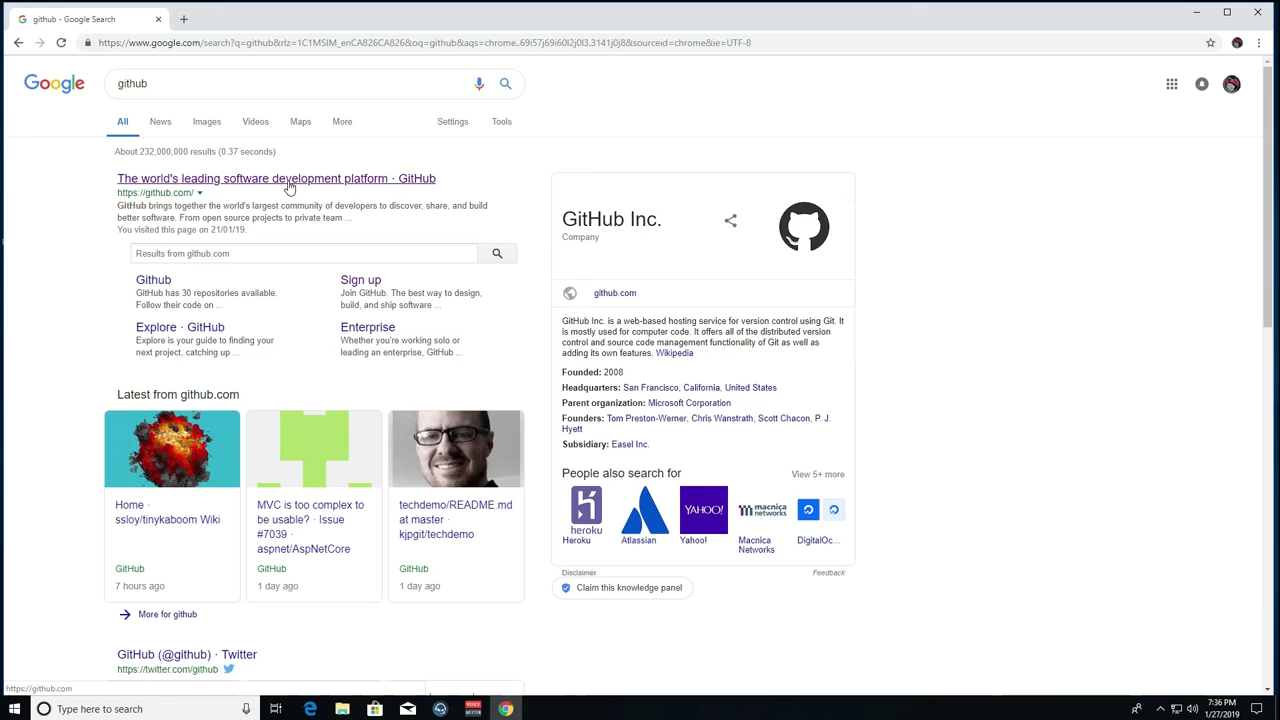 github - Google Search
https://www.google.com/search?q=github&rlz=1C1MSIM_enCA826CA826&oq=github&aqs=chrome..69i57j69i60l2j0l3.3141j0j8&sourceid=chrome&ie=UTF-8
Google
github
All News Images Videos Maps More Settings Tools
About 232,000,000 results (0.37 seconds)
The world's leading software development platform · GitHub
https://github.com/
GitHub brings together the world's largest community of developers to discover, share, and build
better software. From open source projects to private team ...
You visited this page on 21/01/19.
Results from github.com
Github
GitHub has 30 repositories available.
Follow their code on ...
Sign up
Join GitHub. The best way to design,
build, and ship software ...
Explore · GitHub
Explore is your guide to finding your
next project, catching up ...
Enterprise
Whether you're working solo or
leading an enterprise, GitHub ...
Latest from github.com
Home ·
ssloy/tinykaboom Wiki
GitHub
7 hours ago
MVC is too complex to
be usable? · Issue
#7039 ·
aspnet/AspNetCore
GitHub
1 day ago
techdemo/README.md
at master ·
kjpgit/techdemo
GitHub
1 day ago
More for github
GitHub (@github) · Twitter
https://twitter.com/github
GitHub Inc.
Company
github.com
GitHub Inc. is a web-based hosting service for version control using Git. It
is mostly used for computer code. It offers all of the distributed version
control and source code management functionality of Git as well as
adding its own features. Wikipedia
Founded: 2008
Headquarters: San Francisco, California, United States
Parent organization: Microsoft Corporation
Founders: Tom Preston-Werner, Chris Wanstrath, Scott Chacon, P. J.
Hyett
Subsidiary: Easel Inc.
People also search for
View 5+ more
heroku
YAHOO!
macnica
networks
Heroku
Atlassian
Yahoo!
Macnica
Networks
DigitalOc...
Disclaimer
Feedback
Claim this knowledge panel
https://github.com
Type here to search
7:36 PM
1/27/2019